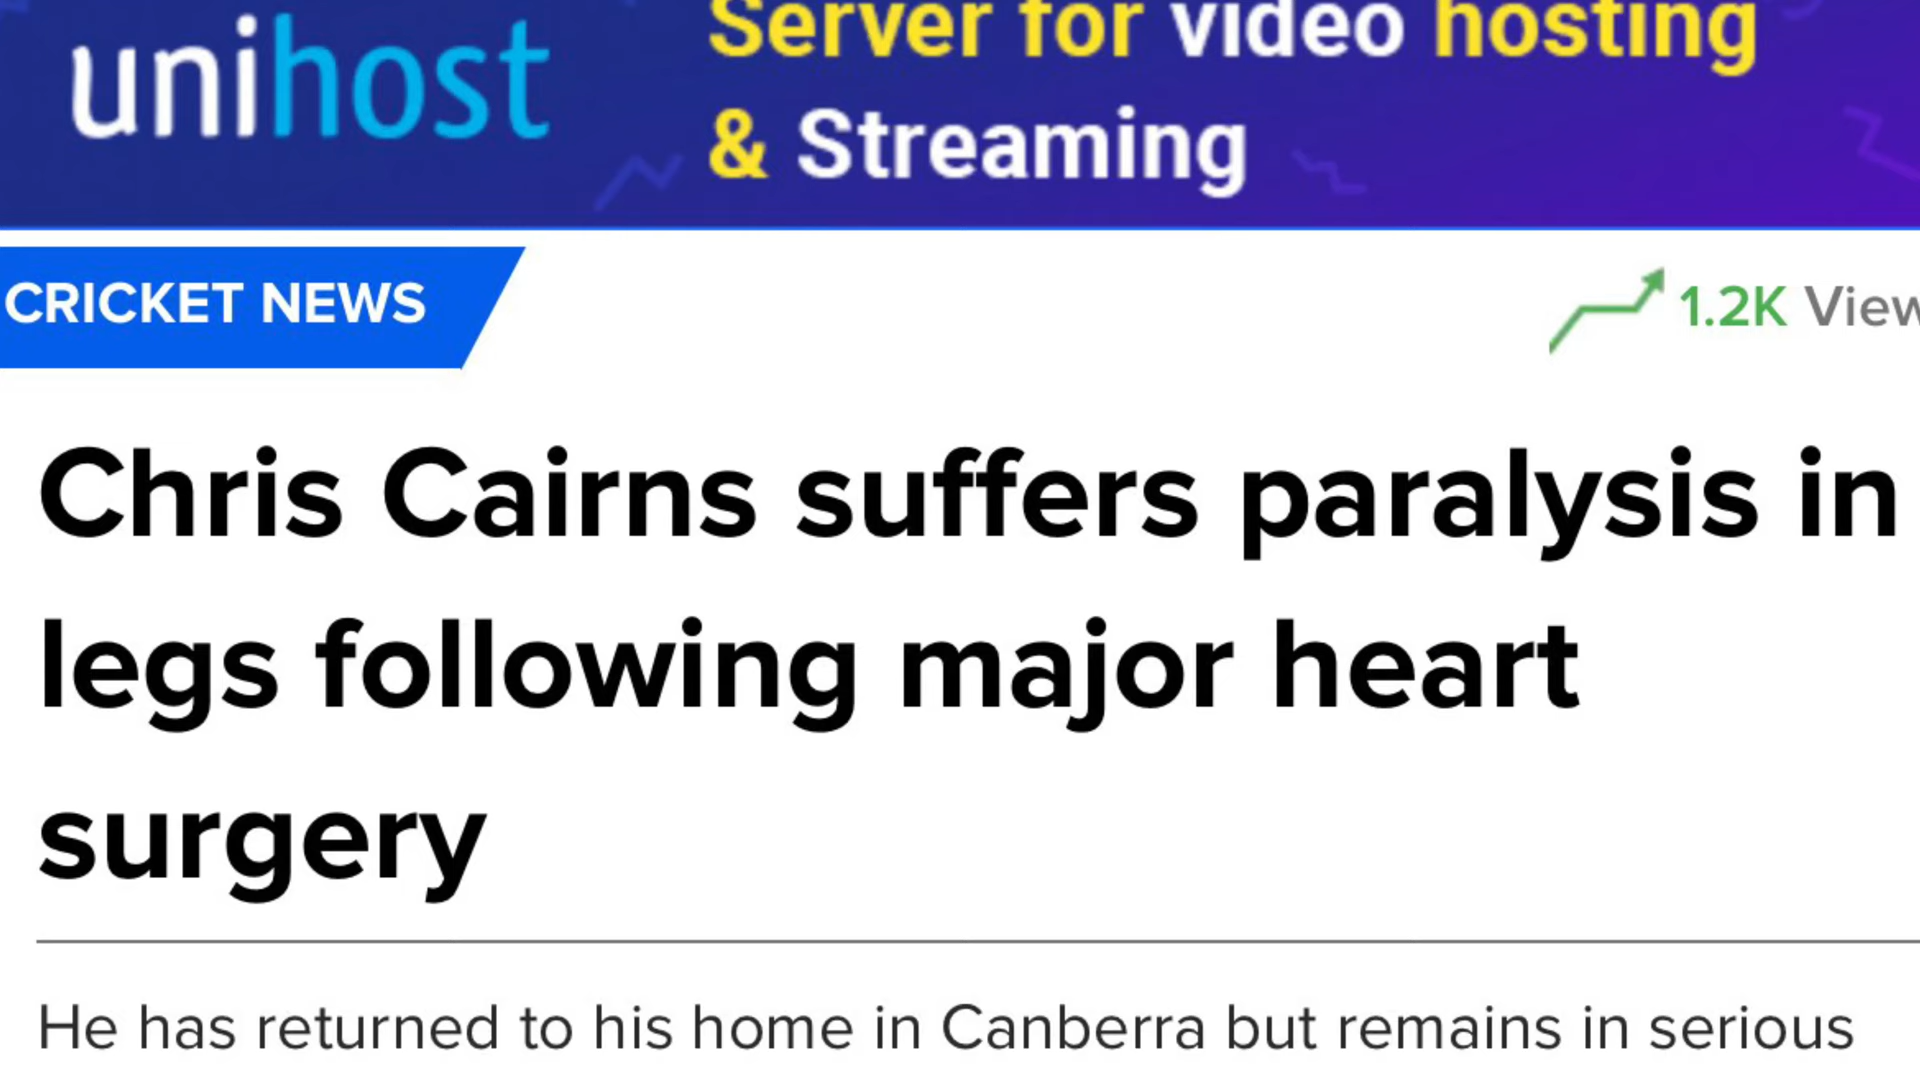 unihost
Server for video hosting
& Streaming
CRICKET NEWS
1.2K View
Chris Cairns suffers paralysis in
legs following major heart
surgery
He has returned to his home in Canberra but remains in serious